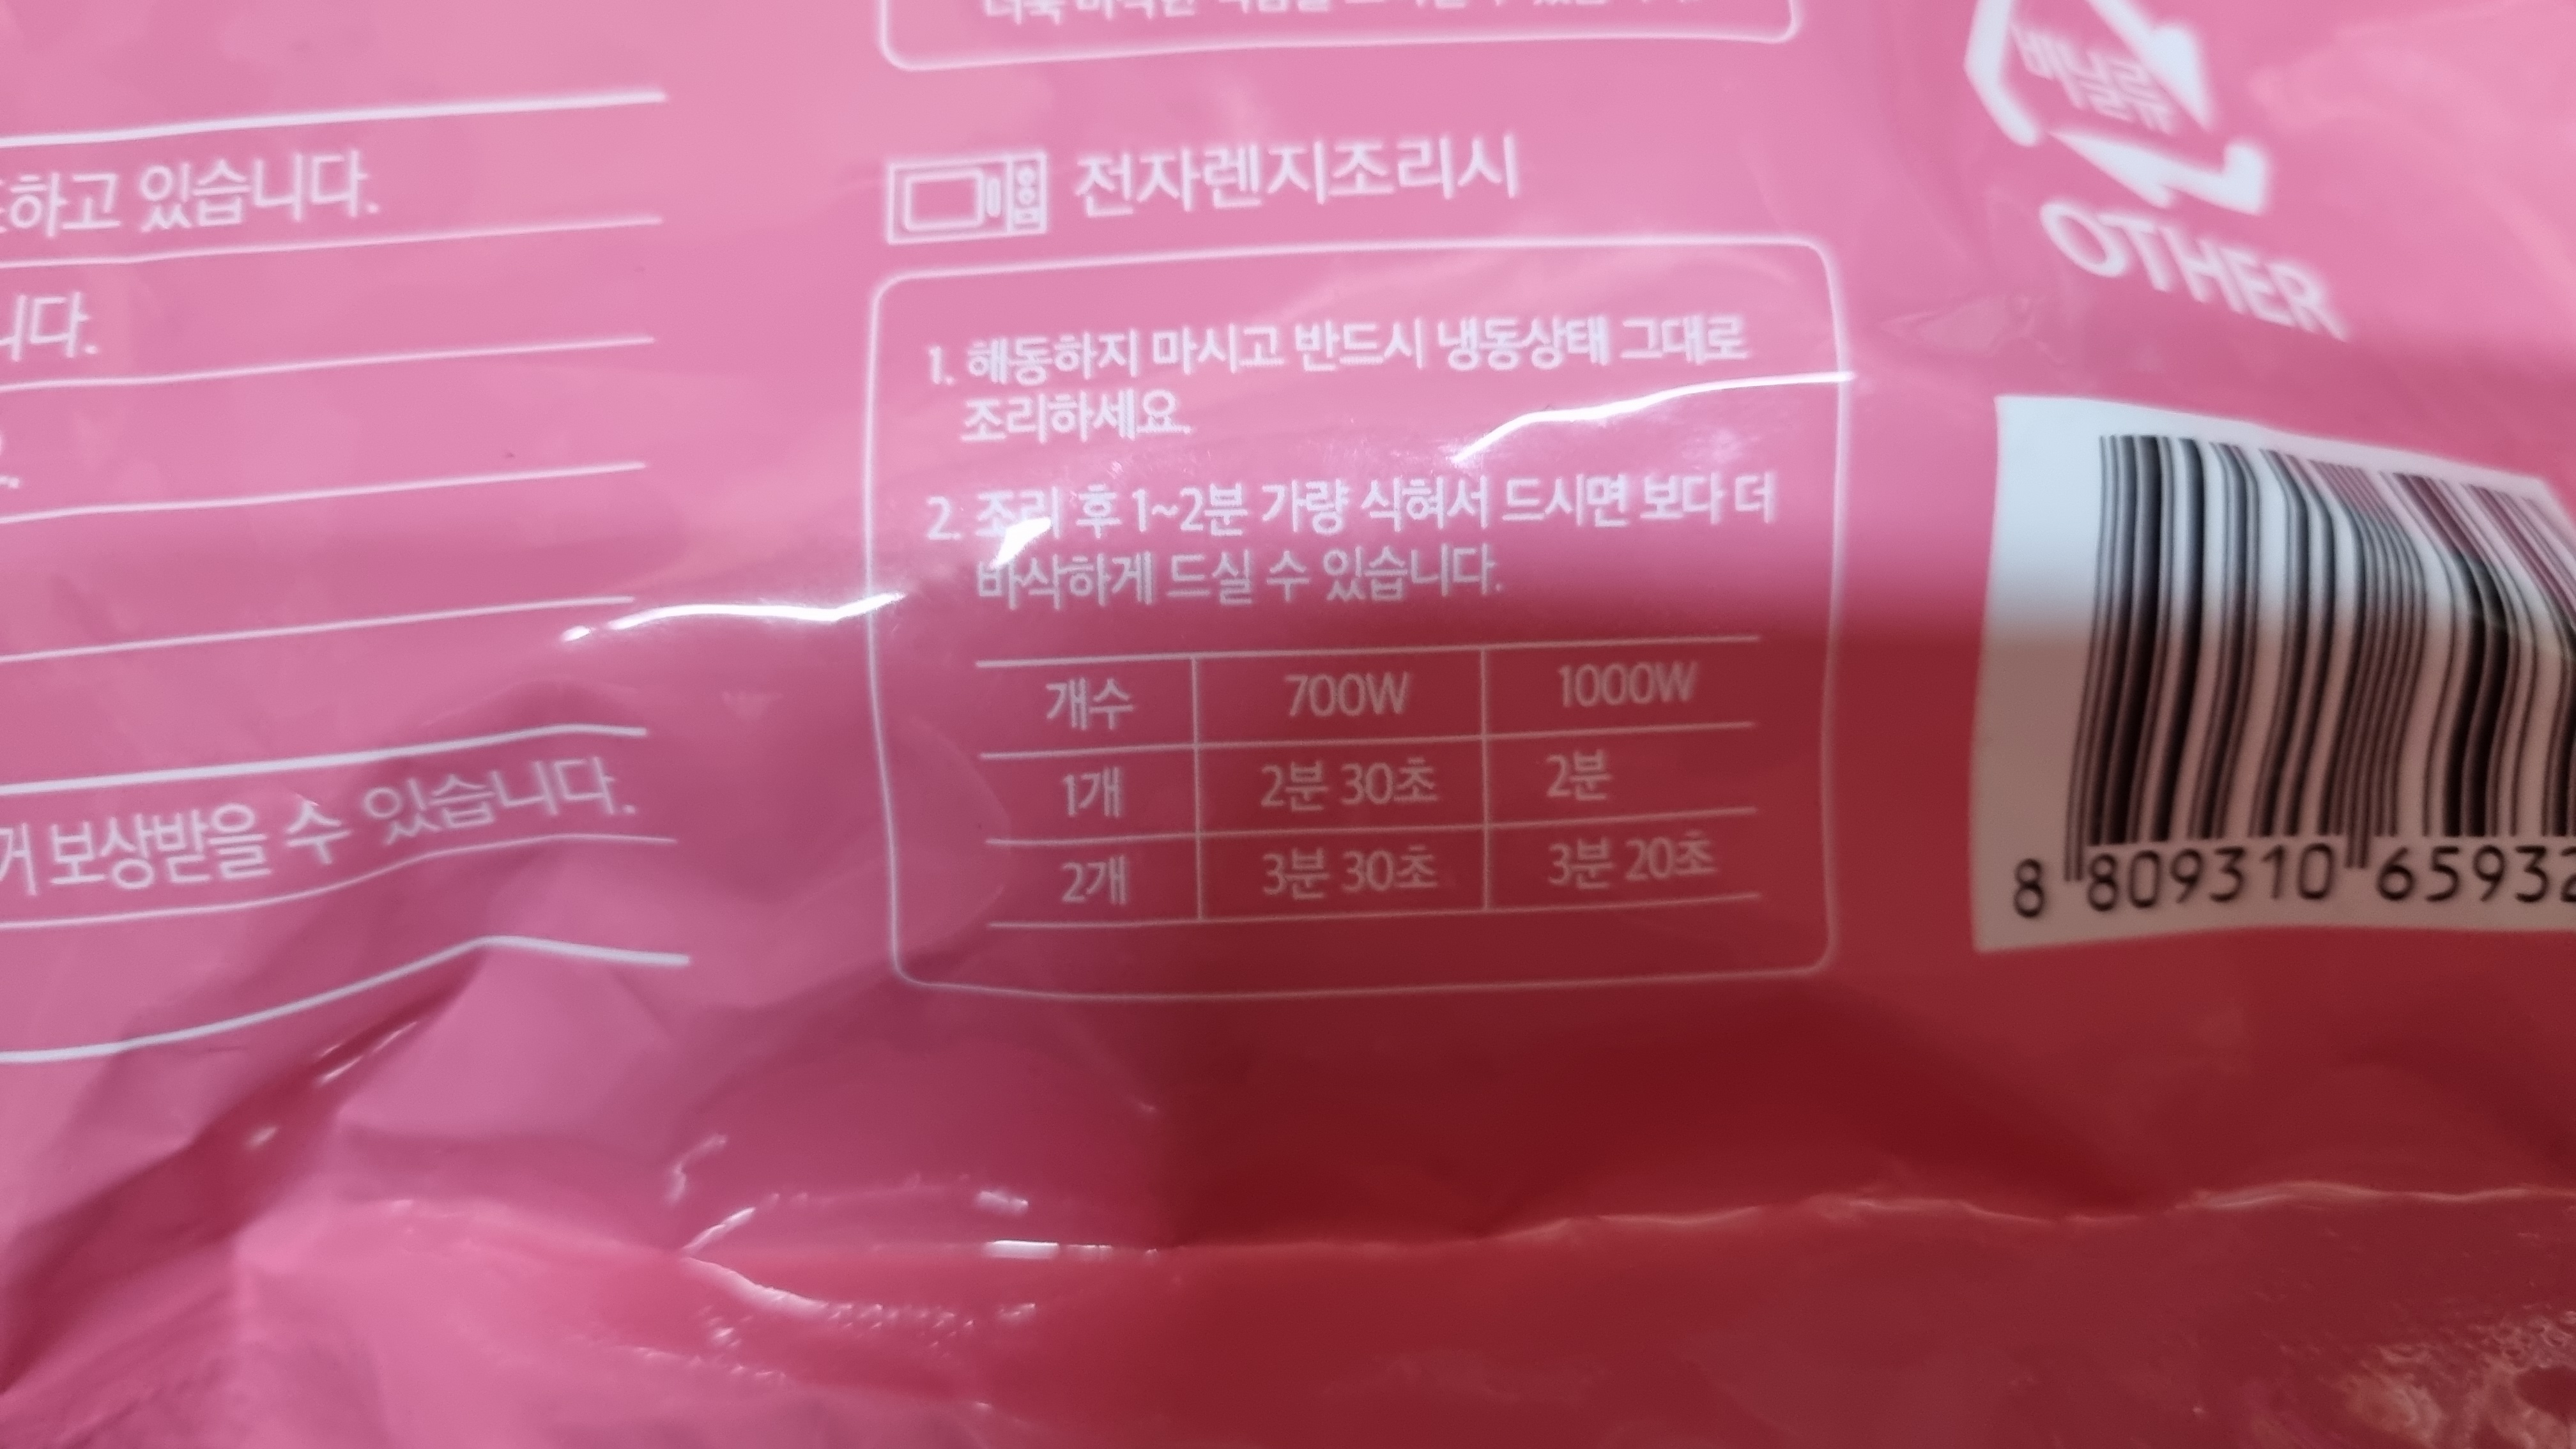 하고 있습니다.
니다.
보상받을 수 있습니다.
전자렌지조리시
1. 해동하지 마시고 반드시 냉동상태 그대로
조리하세요.
2. 조리 후 1~2분 가량 식혀서 드시면 보다 더
바삭하게 드실 수 있습니다.
개수 700W 1000W
1개 2분 30초 2분
2개 3분 30초 3분 20초
비닐류
OTHER
8 809310 65932